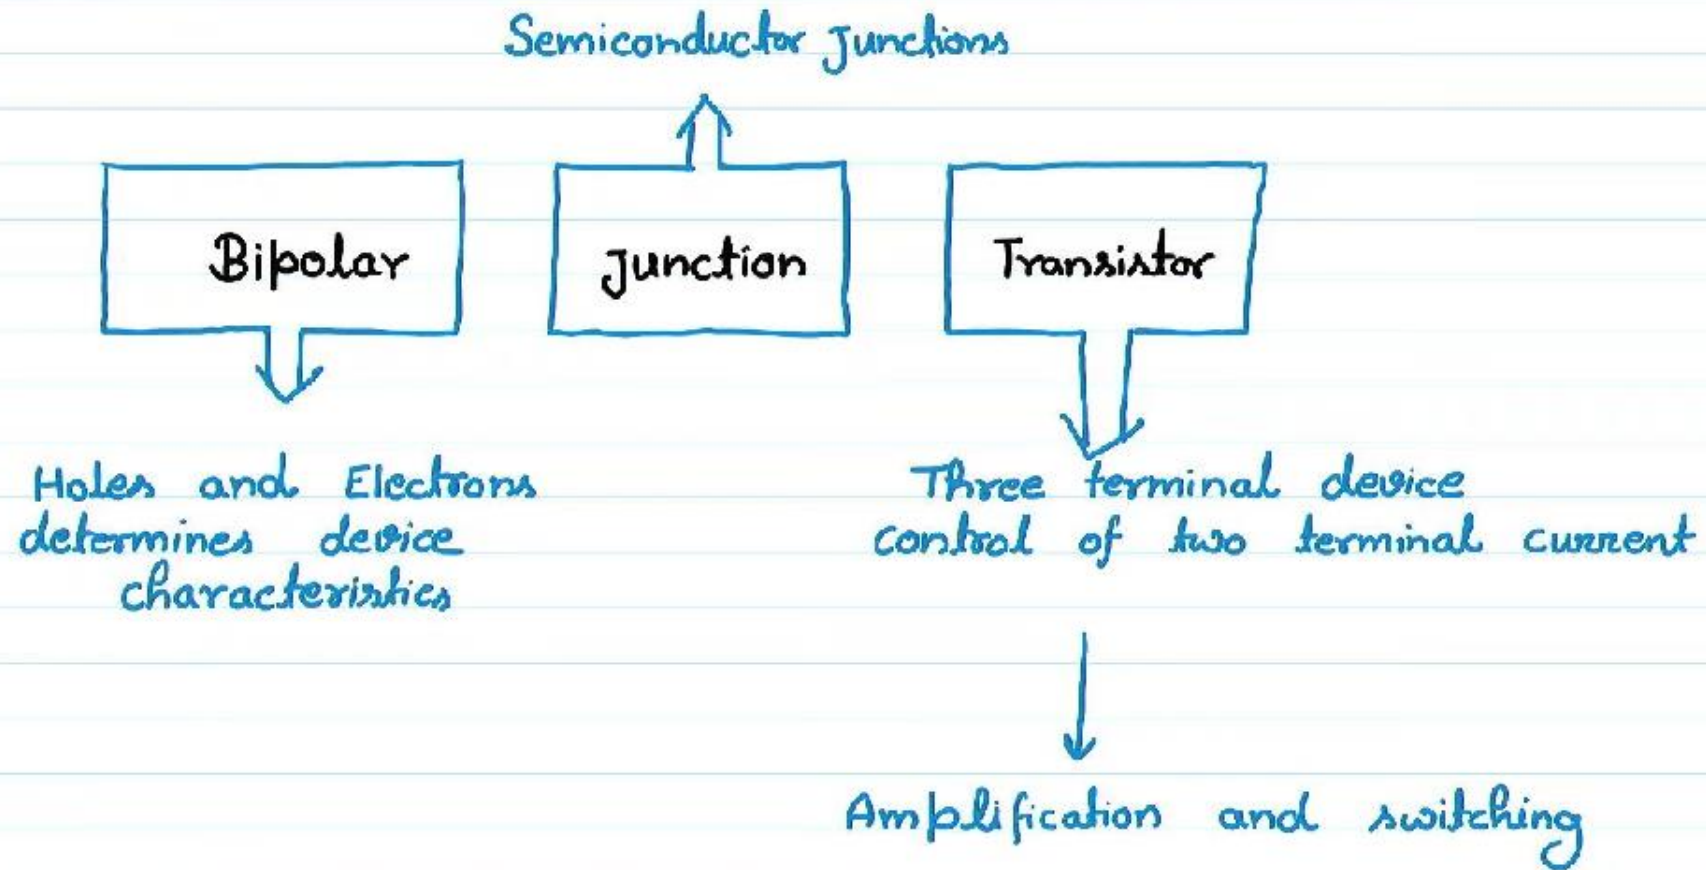 Semiconductor Junctions
Bipolar
Junction
Transistor
Holes and Electrons
determines device
characteristics
Three terminal device
control of two terminal current
Amplification and switching